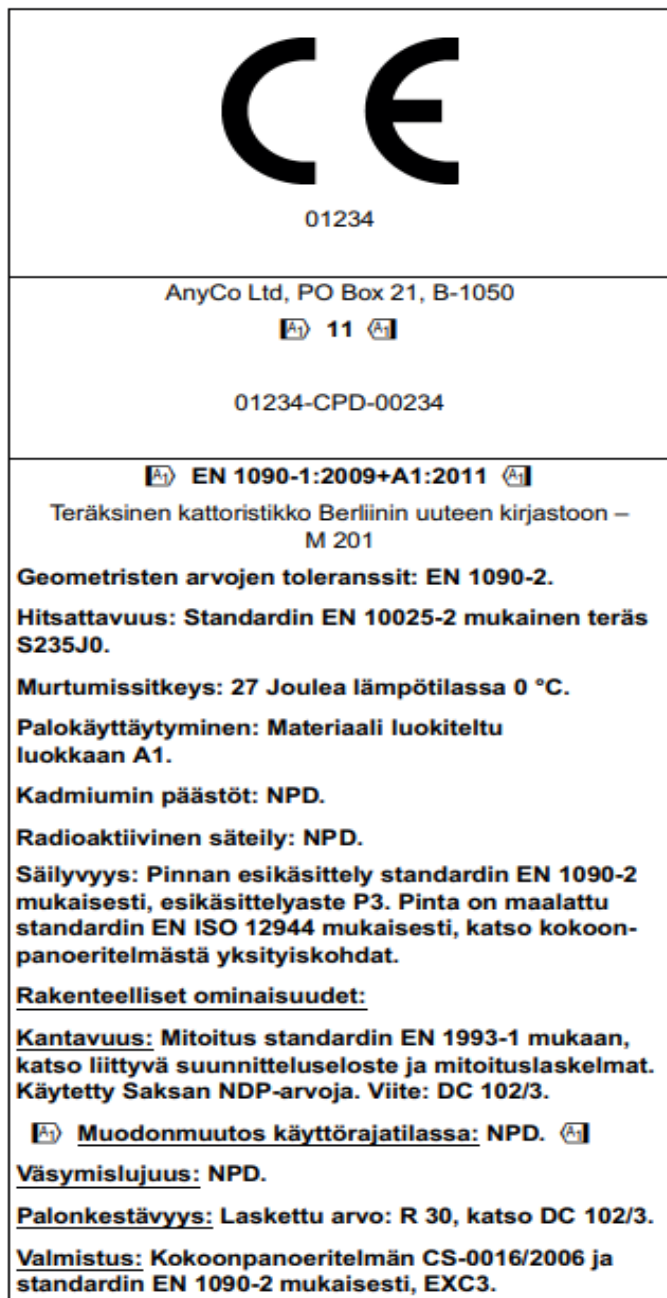 CE
01234
AnyCo Ltd, PO Box 21, B-1050
A1 11 A1
01234-CPD-00234
A1 EN 1090-1:2009+A1:2011 A1
Teräksinen kattoristikko Berliinin uuteen kirjastoon –
M 201
Geometristen arvojen toleranssit: EN 1090-2.
Hitsattavuus: Standardin EN 10025-2 mukainen teräs
S235J0.
Murtumissitkeys: 27 Joulea lämpötilassa 0 °C.
Palokäyttäytyminen: Materiaali luokiteltu
luokkaan A1.
Kadmiumin päästöt: NPD.
Radioaktiivinen säteily: NPD.
Säilyvyys: Pinnan esikäsittely standardin EN 1090-2
mukaisesti, esikäsittelyaste P3. Pinta on maalattu
standardin EN ISO 12944 mukaisesti, katso kokoon-
panoeritelmästä yksityiskohdat.
Rakenteelliset ominaisuudet:
Kantavuus: Mitoitus standardin EN 1993-1 mukaan,
katso liittyvä suunnitteluseloste ja mitoituslaskelmat.
Käytetty Saksan NDP-arvoja. Viite: DC 102/3.
A1 Muodonmuutos käyttörajatilassa: NPD. A1
Väsymislujuus: NPD.
Palonkestävyys: Laskettu arvo: R 30, katso DC 102/3.
Valmistus: Kokoonpanoeritelmän CS-0016/2006 ja
standardin EN 1090-2 mukaisesti, EXC3.